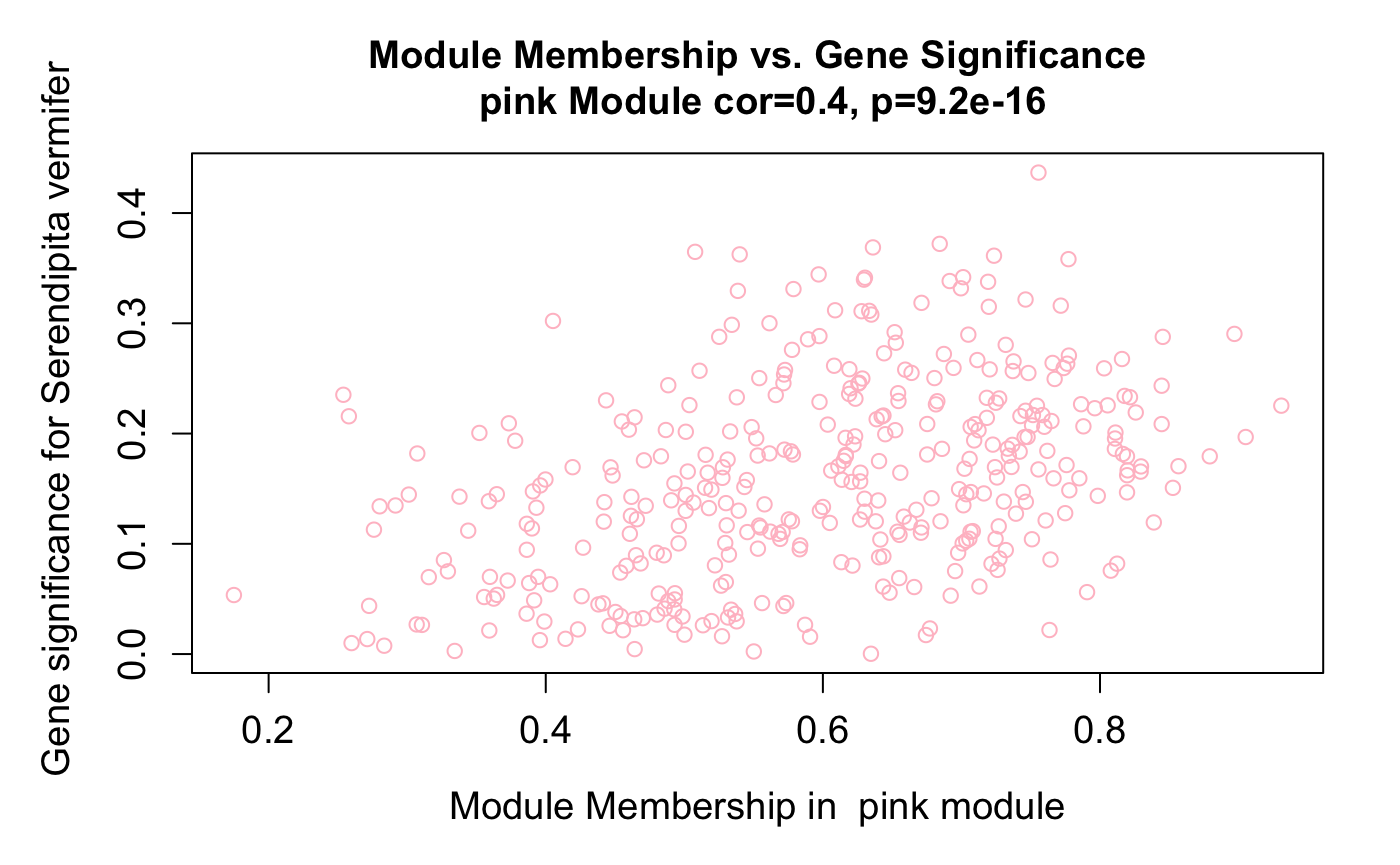 Module Membership vs. Gene Significance
pink Module cor=0.4, p=9.2e-16
Gene significance for Serendipita vermifer
0.4
0.3
0.2
0.1
0.0
0.2 0.4 0.6 0.8
Module Membership in  pink module